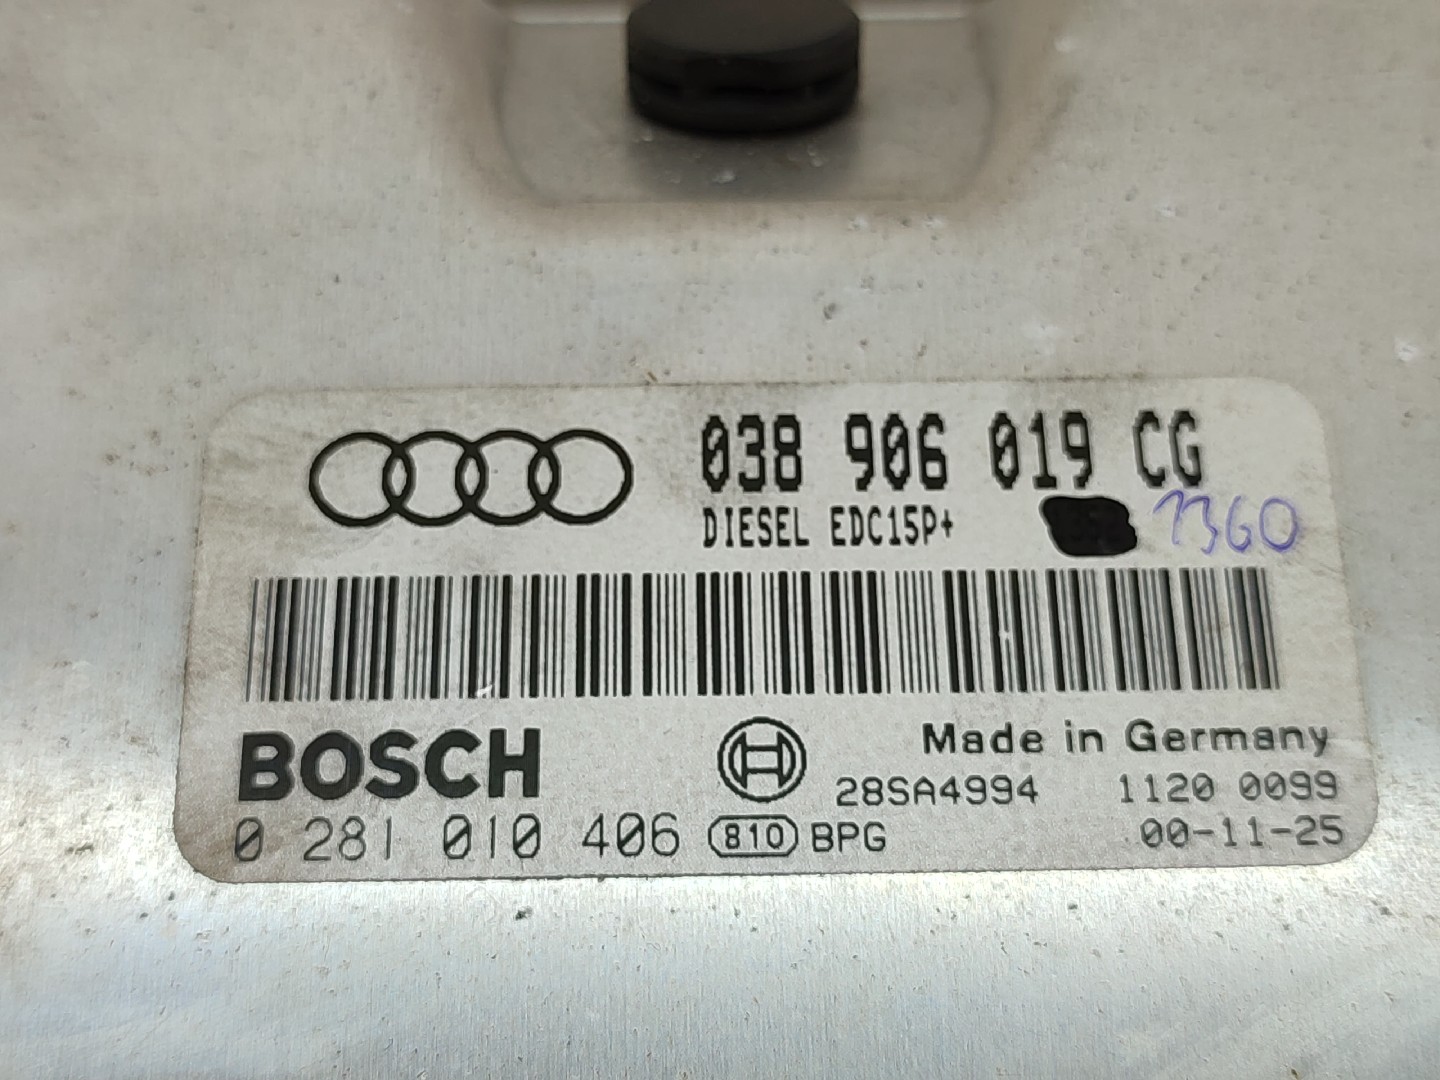 038 906 019 CG
DIESEL EDC15P+ 1360
BOSCH
Made in Germany
28SA4994 1120 0099
0 281 010 406 810 BPG 00-11-25